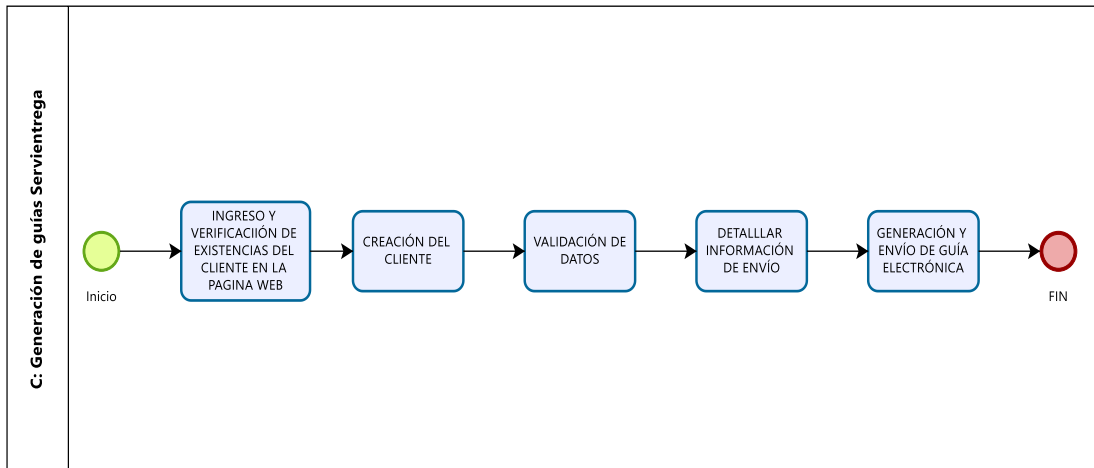 C: Generación de guías Servientrega
Inicio
INGRESO Y
VERIFICACIÓN DE
EXISTENCIAS DEL
CLIENTE EN LA
PAGINA WEB
CREACIÓN DEL
CLIENTE
VALIDACIÓN DE
DATOS
DETALLLAR
INFORMACIÓN
DE ENVÍO
GENERACIÓN Y
ENVÍO DE GUÍA
ELECTRÓNICA
FIN